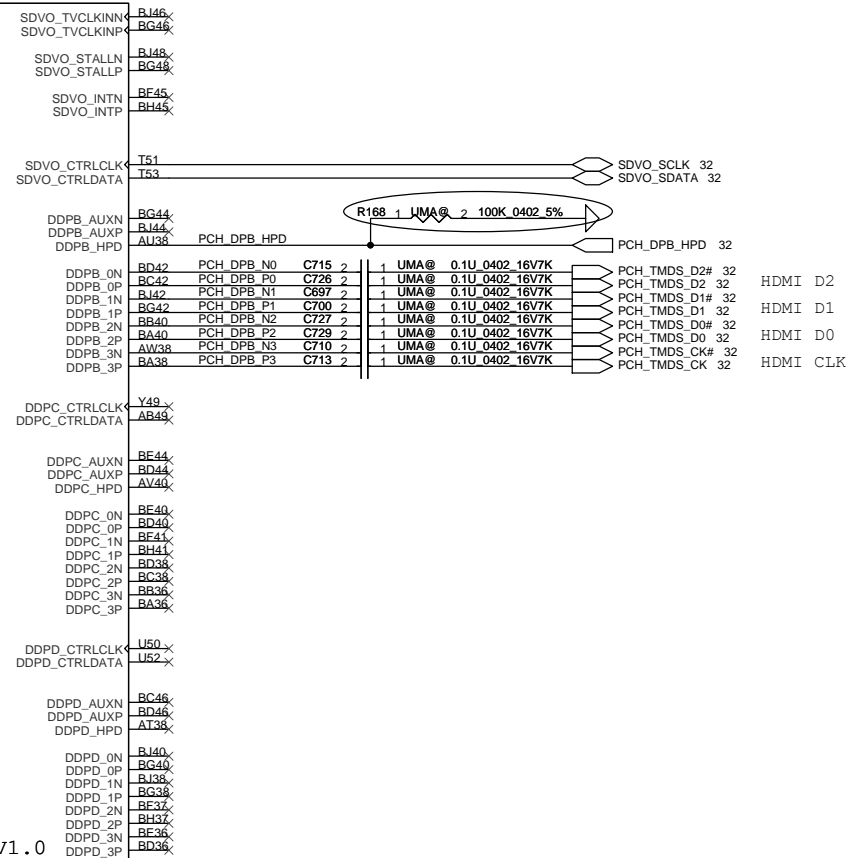 SDVO_TVCLKINN BJ46
SDVO_TVCLKINP BG46
SDVO_STALLN BJ48
SDVO_STALLP BG48
SDVO_INTN BF45
SDVO_INTP BH45
SDVO_CTRLCLK T51 SDVO_SCLK 32
SDVO_CTRLDATA T53 SDVO_SDATA 32
R168 1 UMA@ 2 100K_0402_5%
DDPB_AUXN BG44
DDPB_AUXP BJ44
DDPB_HPD AU38 PCH_DPB_HPD PCH_DPB_HPD 32
DDPB_0N BD42 PCH_DPB_N0 C715 2 1 UMA@ 0.1U_0402_16V7K PCH_TMDS_D2# 32
DDPB_0P BC42 PCH_DPB_P0 C726 2 1 UMA@ 0.1U_0402_16V7K PCH_TMDS_D2 32 HDMI D2
DDPB_1N BJ42 PCH_DPB_N1 C697 2 1 UMA@ 0.1U_0402_16V7K PCH_TMDS_D1# 32
DDPB_1P BG42 PCH_DPB_P1 C700 2 1 UMA@ 0.1U_0402_16V7K PCH_TMDS_D1 32 HDMI D1
DDPB_2N BB40 PCH_DPB_N2 C727 2 1 UMA@ 0.1U_0402_16V7K PCH_TMDS_D0# 32
DDPB_2P BA40 PCH_DPB_P2 C729 2 1 UMA@ 0.1U_0402_16V7K PCH_TMDS_D0 32 HDMI D0
DDPB_3N AW38 PCH_DPB_N3 C710 2 1 UMA@ 0.1U_0402_16V7K PCH_TMDS_CK# 32
DDPB_3P BA38 PCH_DPB_P3 C713 2 1 UMA@ 0.1U_0402_16V7K PCH_TMDS_CK 32 HDMI CLK
DDPC_CTRLCLK Y49
DDPC_CTRLDATA AB49
DDPC_AUXN BE44
DDPC_AUXP BD44
DDPC_HPD AV40
DDPC_0N BE40
DDPC_0P BD40
DDPC_1N BF41
DDPC_1P BH41
DDPC_2N BD38
DDPC_2P BC38
DDPC_3N BB36
DDPC_3P BA36
DDPD_CTRLCLK U50
DDPD_CTRLDATA U52
DDPD_AUXN BC46
DDPD_AUXP BD46
DDPD_HPD AT38
DDPD_0N BJ40
DDPD_0P BG40
DDPD_1N BJ38
DDPD_1P BG38
DDPD_2N BF37
DDPD_2P BH37
DDPD_3N BE36
V1.0 DDPD_3P BD36